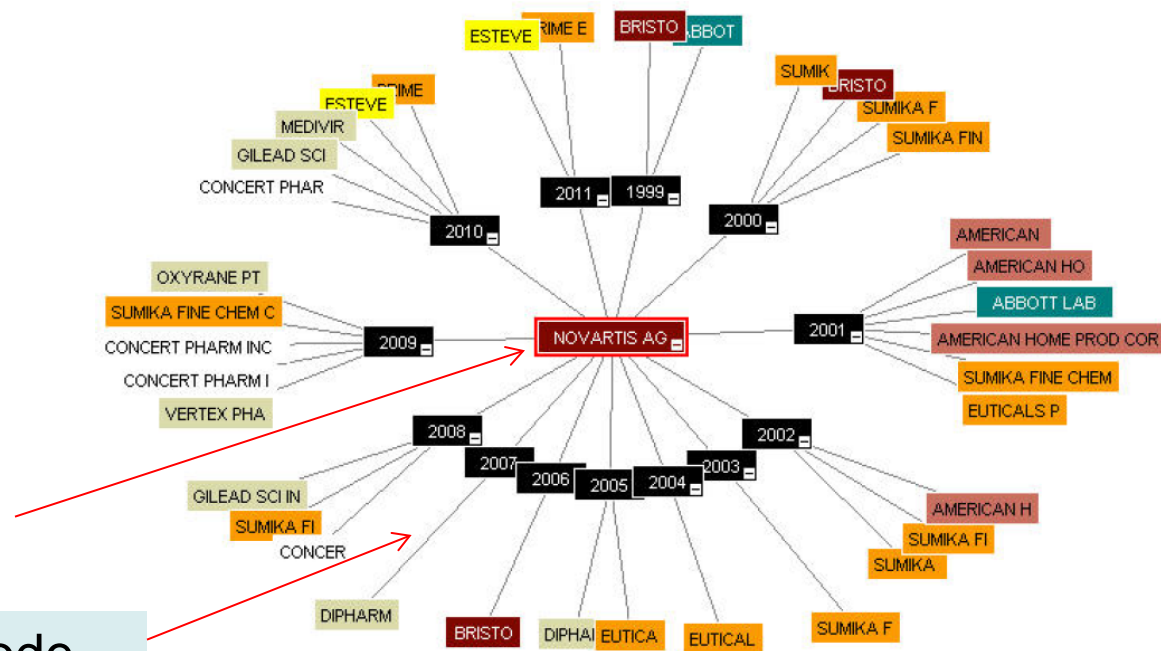 ESTEVE
RIME E
BRISTO
ABBOT
SUMIK
BRISTO
SUMIKA F
SUMIKA FIN
ESTEVE
MEDIVIR
GILEAD SCI
CONCERT PHAR
2010
2011
1999
2000
AMERICAN
AMERICAN HO
ABBOTT LAB
AMERICAN HOME PROD COR
SUMIKA FINE CHEM
EUTICALS P
OXYRANE PT
SUMIKA FINE CHEM C
CONCERT PHARM INC
CONCERT PHARM I
VERTEX PHA
2009
NOVARTIS AG
2001
2008
2007
2006
2005
2004
2003
2002
GILEAD SCI IN
SUMIKA FI
CONCER
DIPHARM
BRISTO
DIPHAI
EUTICA
EUTICAL
SUMIKA F
AMERICAN H
SUMIKA FI
SUMIKA